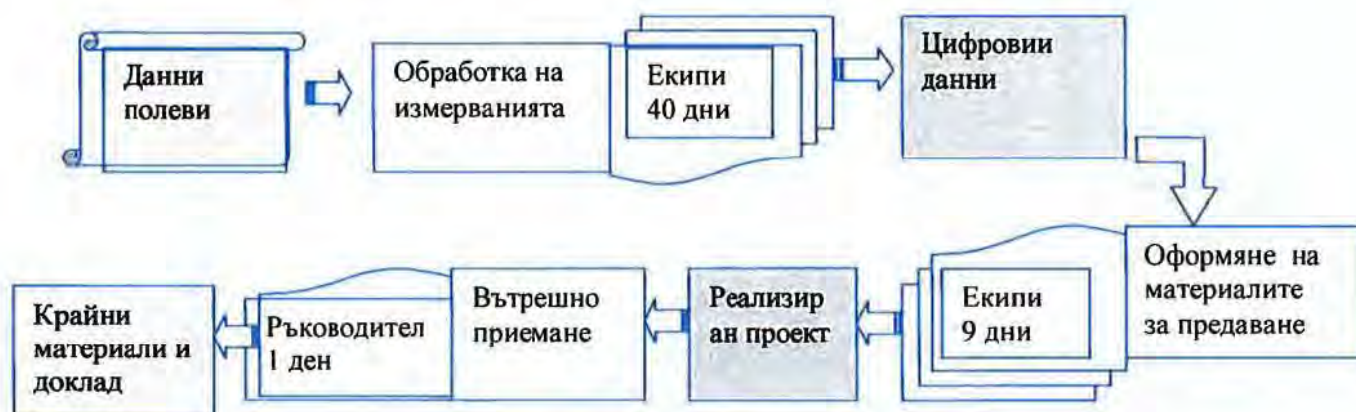 Данни
полеви
Обработка на
измерванията
Екипи
40 дни
Цифровии
данни
Оформяне на
материалите
за предаване
Екипи
9 дни
Реализир
ан проект
Вътрешно
приемане
Ръководител
1 ден
Крайни
материали и
доклад